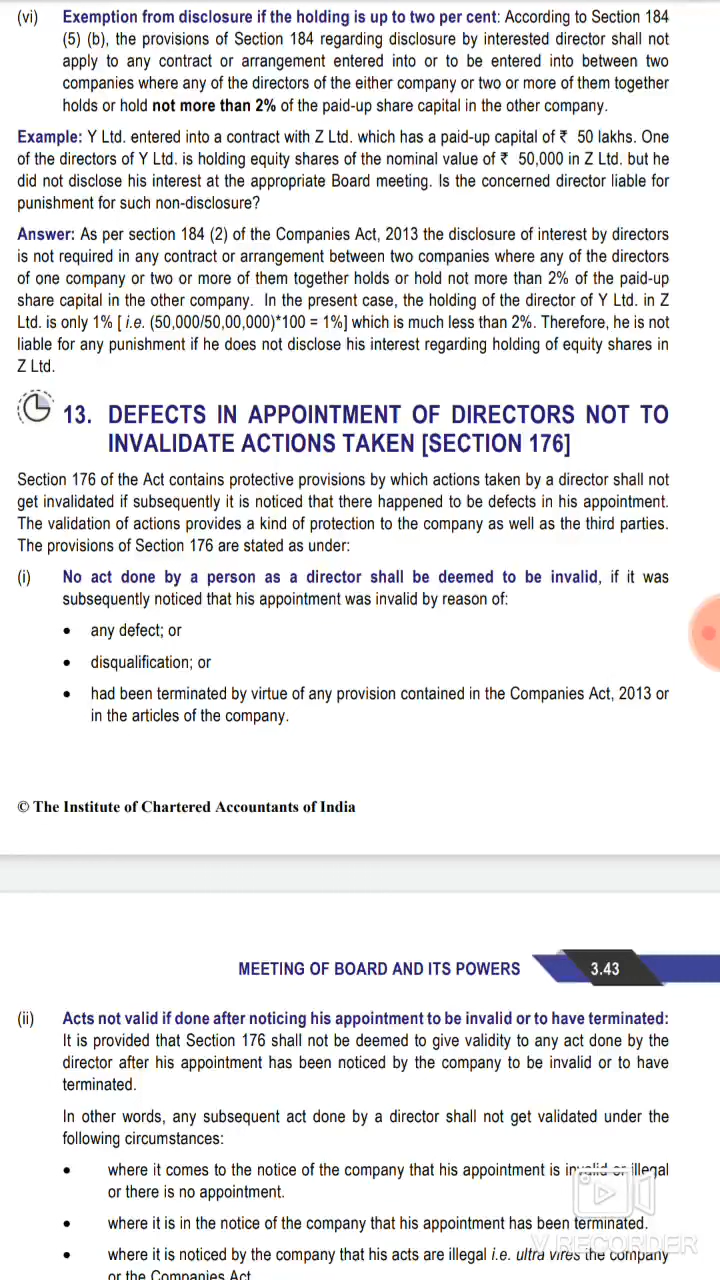 (vi) Exemption from disclosure if the holding is up to two per cent: According to Section 184
(5) (b), the provisions of Section 184 regarding disclosure by interested director shall not
apply to any contract or arrangement entered into or to be entered into between two
companies where any of the directors of the either company or two or more of them together
holds or hold not more than 2% of the paid-up share capital in the other company.
Example: Y Ltd. entered into a contract with Z Ltd. which has a paid-up capital of ₹ 50 lakhs. One
of the directors of Y Ltd. is holding equity shares of the nominal value of ₹ 50,000 in Z Ltd. but he
did not disclose his interest at the appropriate Board meeting. Is the concerned director liable for
punishment for such non-disclosure?
Answer: As per section 184 (2) of the Companies Act, 2013 the disclosure of interest by directors
is not required in any contract or arrangement between two companies where any of the directors
of one company or two or more of them together holds or hold not more than 2% of the paid-up
share capital in the other company. In the present case, the holding of the director of Y Ltd. in Z
Ltd. is only 1% [ i.e. (50,000/50,00,000)*100 = 1%] which is much less than 2%. Therefore, he is not
liable for any punishment if he does not disclose his interest regarding holding of equity shares in
Z Ltd.
13. DEFECTS IN APPOINTMENT OF DIRECTORS NOT TO
INVALIDATE ACTIONS TAKEN [SECTION 176]
Section 176 of the Act contains protective provisions by which actions taken by a director shall not
get invalidated if subsequently it is noticed that there happened to be defects in his appointment.
The validation of actions provides a kind of protection to the company as well as the third parties.
The provisions of Section 176 are stated as under:
(i) No act done by a person as a director shall be deemed to be invalid, if it was
subsequently noticed that his appointment was invalid by reason of:
• any defect; or
• disqualification; or
• had been terminated by virtue of any provision contained in the Companies Act, 2013 or
in the articles of the company.
© The Institute of Chartered Accountants of India
MEETING OF BOARD AND ITS POWERS 3.43
(ii) Acts not valid if done after noticing his appointment to be invalid or to have terminated:
It is provided that Section 176 shall not be deemed to give validity to any act done by the
director after his appointment has been noticed by the company to be invalid or to have
terminated.
In other words, any subsequent act done by a director shall not get validated under the
following circumstances:
• where it comes to the notice of the company that his appointment is invalid or illegal
or there is no appointment.
• where it is in the notice of the company that his appointment has been terminated.
• where it is noticed by the company that his acts are illegal i.e. ultra vires the company
or the Companies Act
V RECORDER